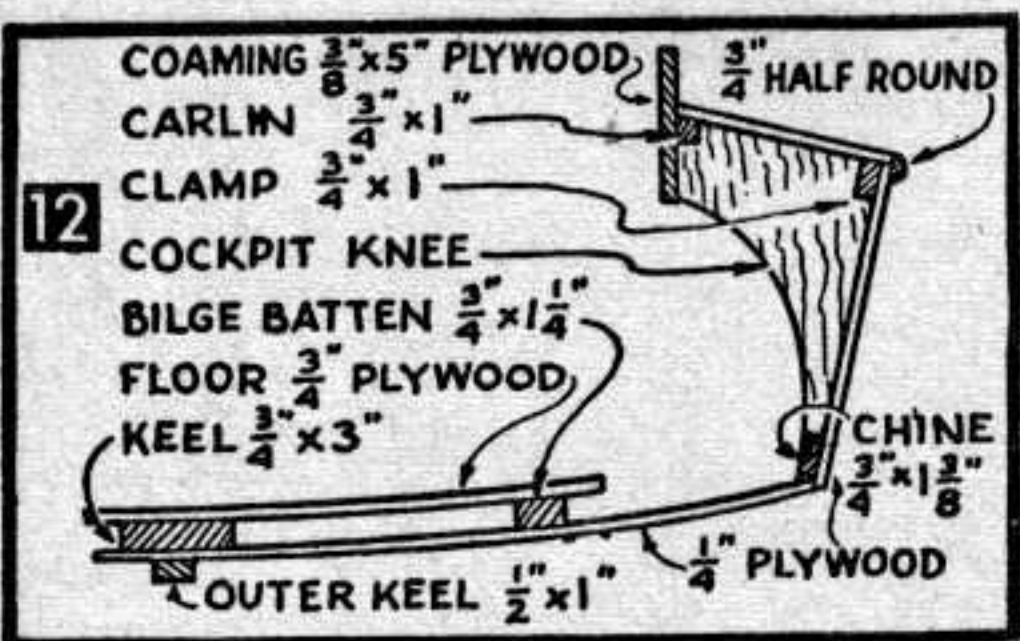 COAMING 3/8"x5" PLYWOOD
3/4" HALF ROUND
CARLIN 3/4"x1"
12
CLAMP 3/4"x1"
COCKPIT KNEE
BILGE BATTEN 3/4"x1 1/4"
FLOOR 3/4" PLYWOOD
KEEL 3/4"x3"
CHINE
3/4"x1 3/8"
1/4" PLYWOOD
OUTER KEEL 1/2"x1"